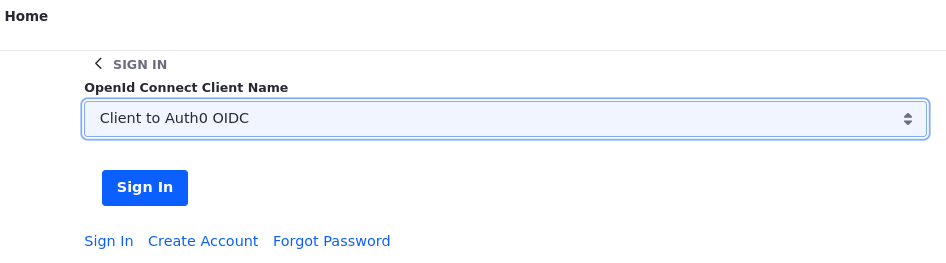 Home
SIGN IN
OpenId Connect Client Name
Client to Auth0 OIDC
Sign In
Sign In Create Account Forgot Password